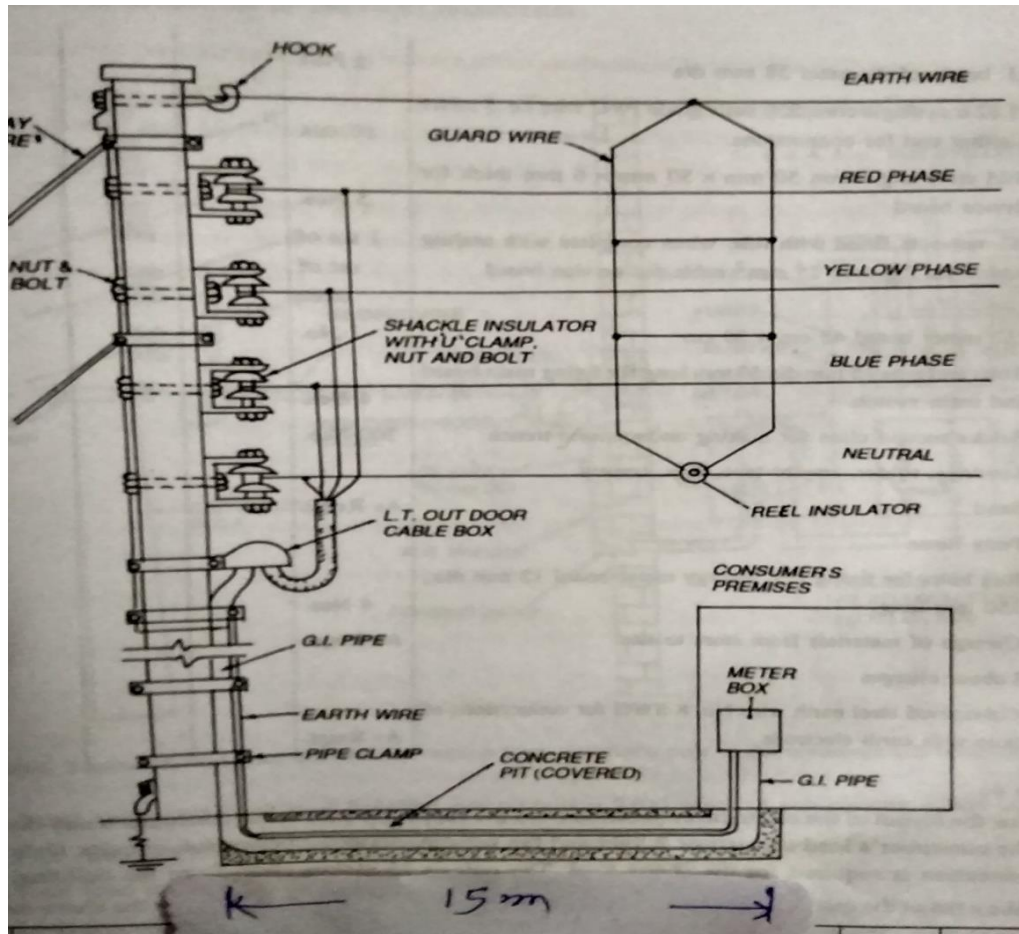 HOOK
EARTH WIRE
GUARD WIRE
RED PHASE
NUT &
BOLT
YELLOW PHASE
SHACKLE INSULATOR
WITH "U" CLAMP,
NUT AND BOLT
BLUE PHASE
NEUTRAL
REEL INSULATOR
L.T. OUT DOOR
CABLE BOX
CONSUMER'S
PREMISES
G.I. PIPE
METER
BOX
EARTH WIRE
PIPE CLAMP
CONCRETE
PIT (COVERED)
G.I. PIPE
15m